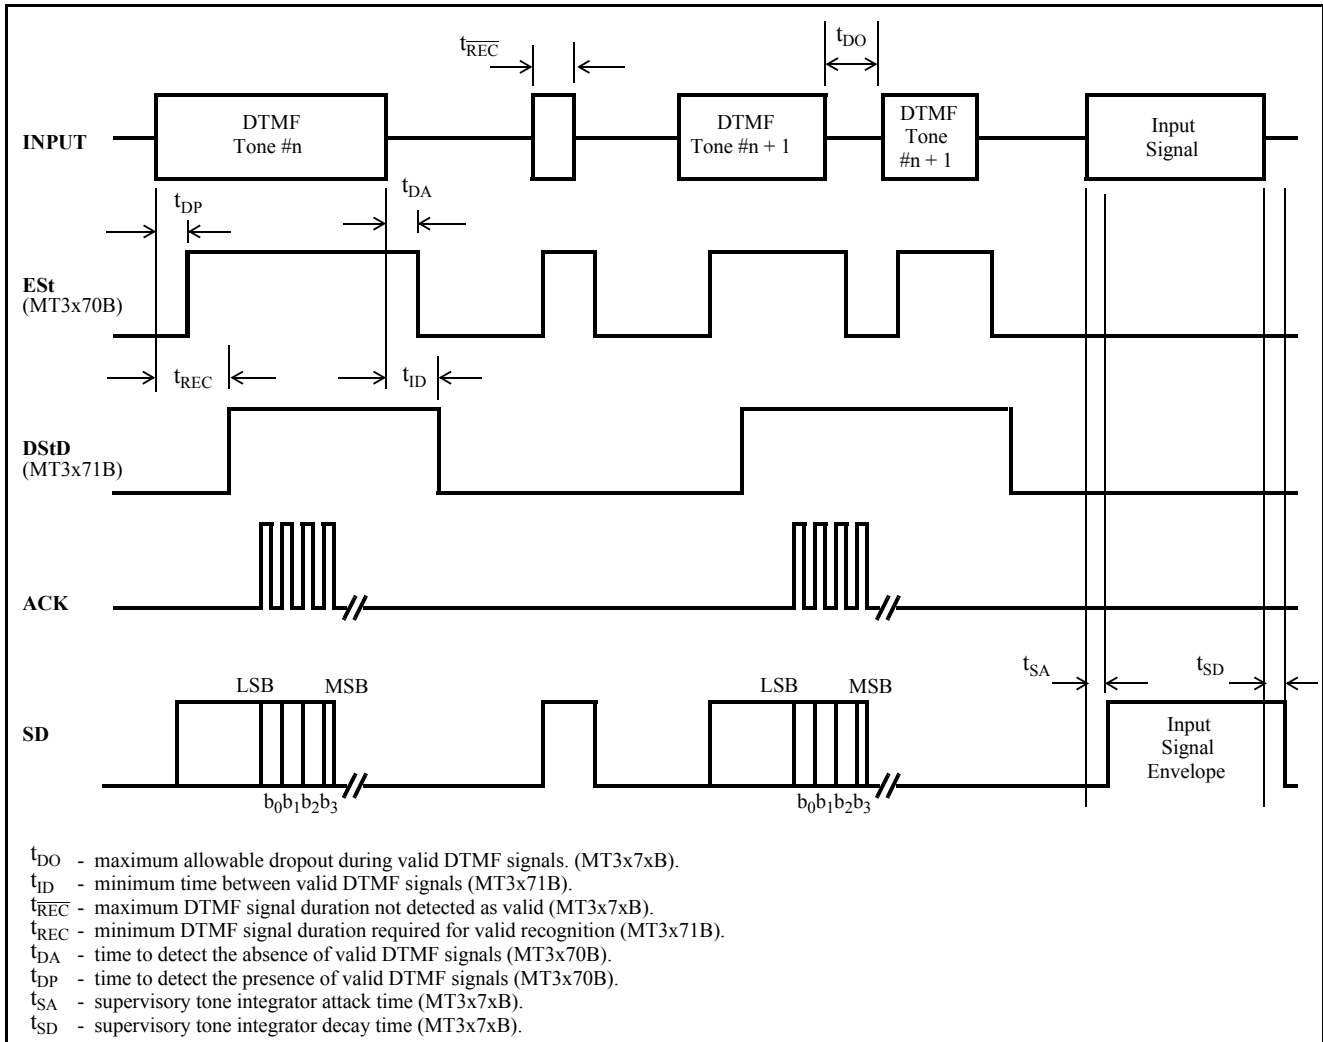 t̅REC̅
tDO
INPUT
DTMF
Tone #n
DTMF
Tone #n + 1
DTMF
Tone
#n + 1
Input
Signal
tDP
tDA
ESt
(MT3x70B)
tREC
tID
DStD
(MT3x71B)
ACK
tSA
tSD
LSB
MSB
LSB
MSB
SD
Input
Signal
Envelope
b0b1b2b3
b0b1b2b3
tDO - maximum allowable dropout during valid DTMF signals. (MT3x7xB).
tID - minimum time between valid DTMF signals (MT3x71B).
tR̅E̅C̅ - maximum DTMF signal duration not detected as valid (MT3x7xB).
tREC - minimum DTMF signal duration required for valid recognition (MT3x71B).
tDA - time to detect the absence of valid DTMF signals (MT3x70B).
tDP - time to detect the presence of valid DTMF signals (MT3x70B).
tSA - supervisory tone integrator attack time (MT3x7xB).
tSD - supervisory tone integrator decay time (MT3x7xB).